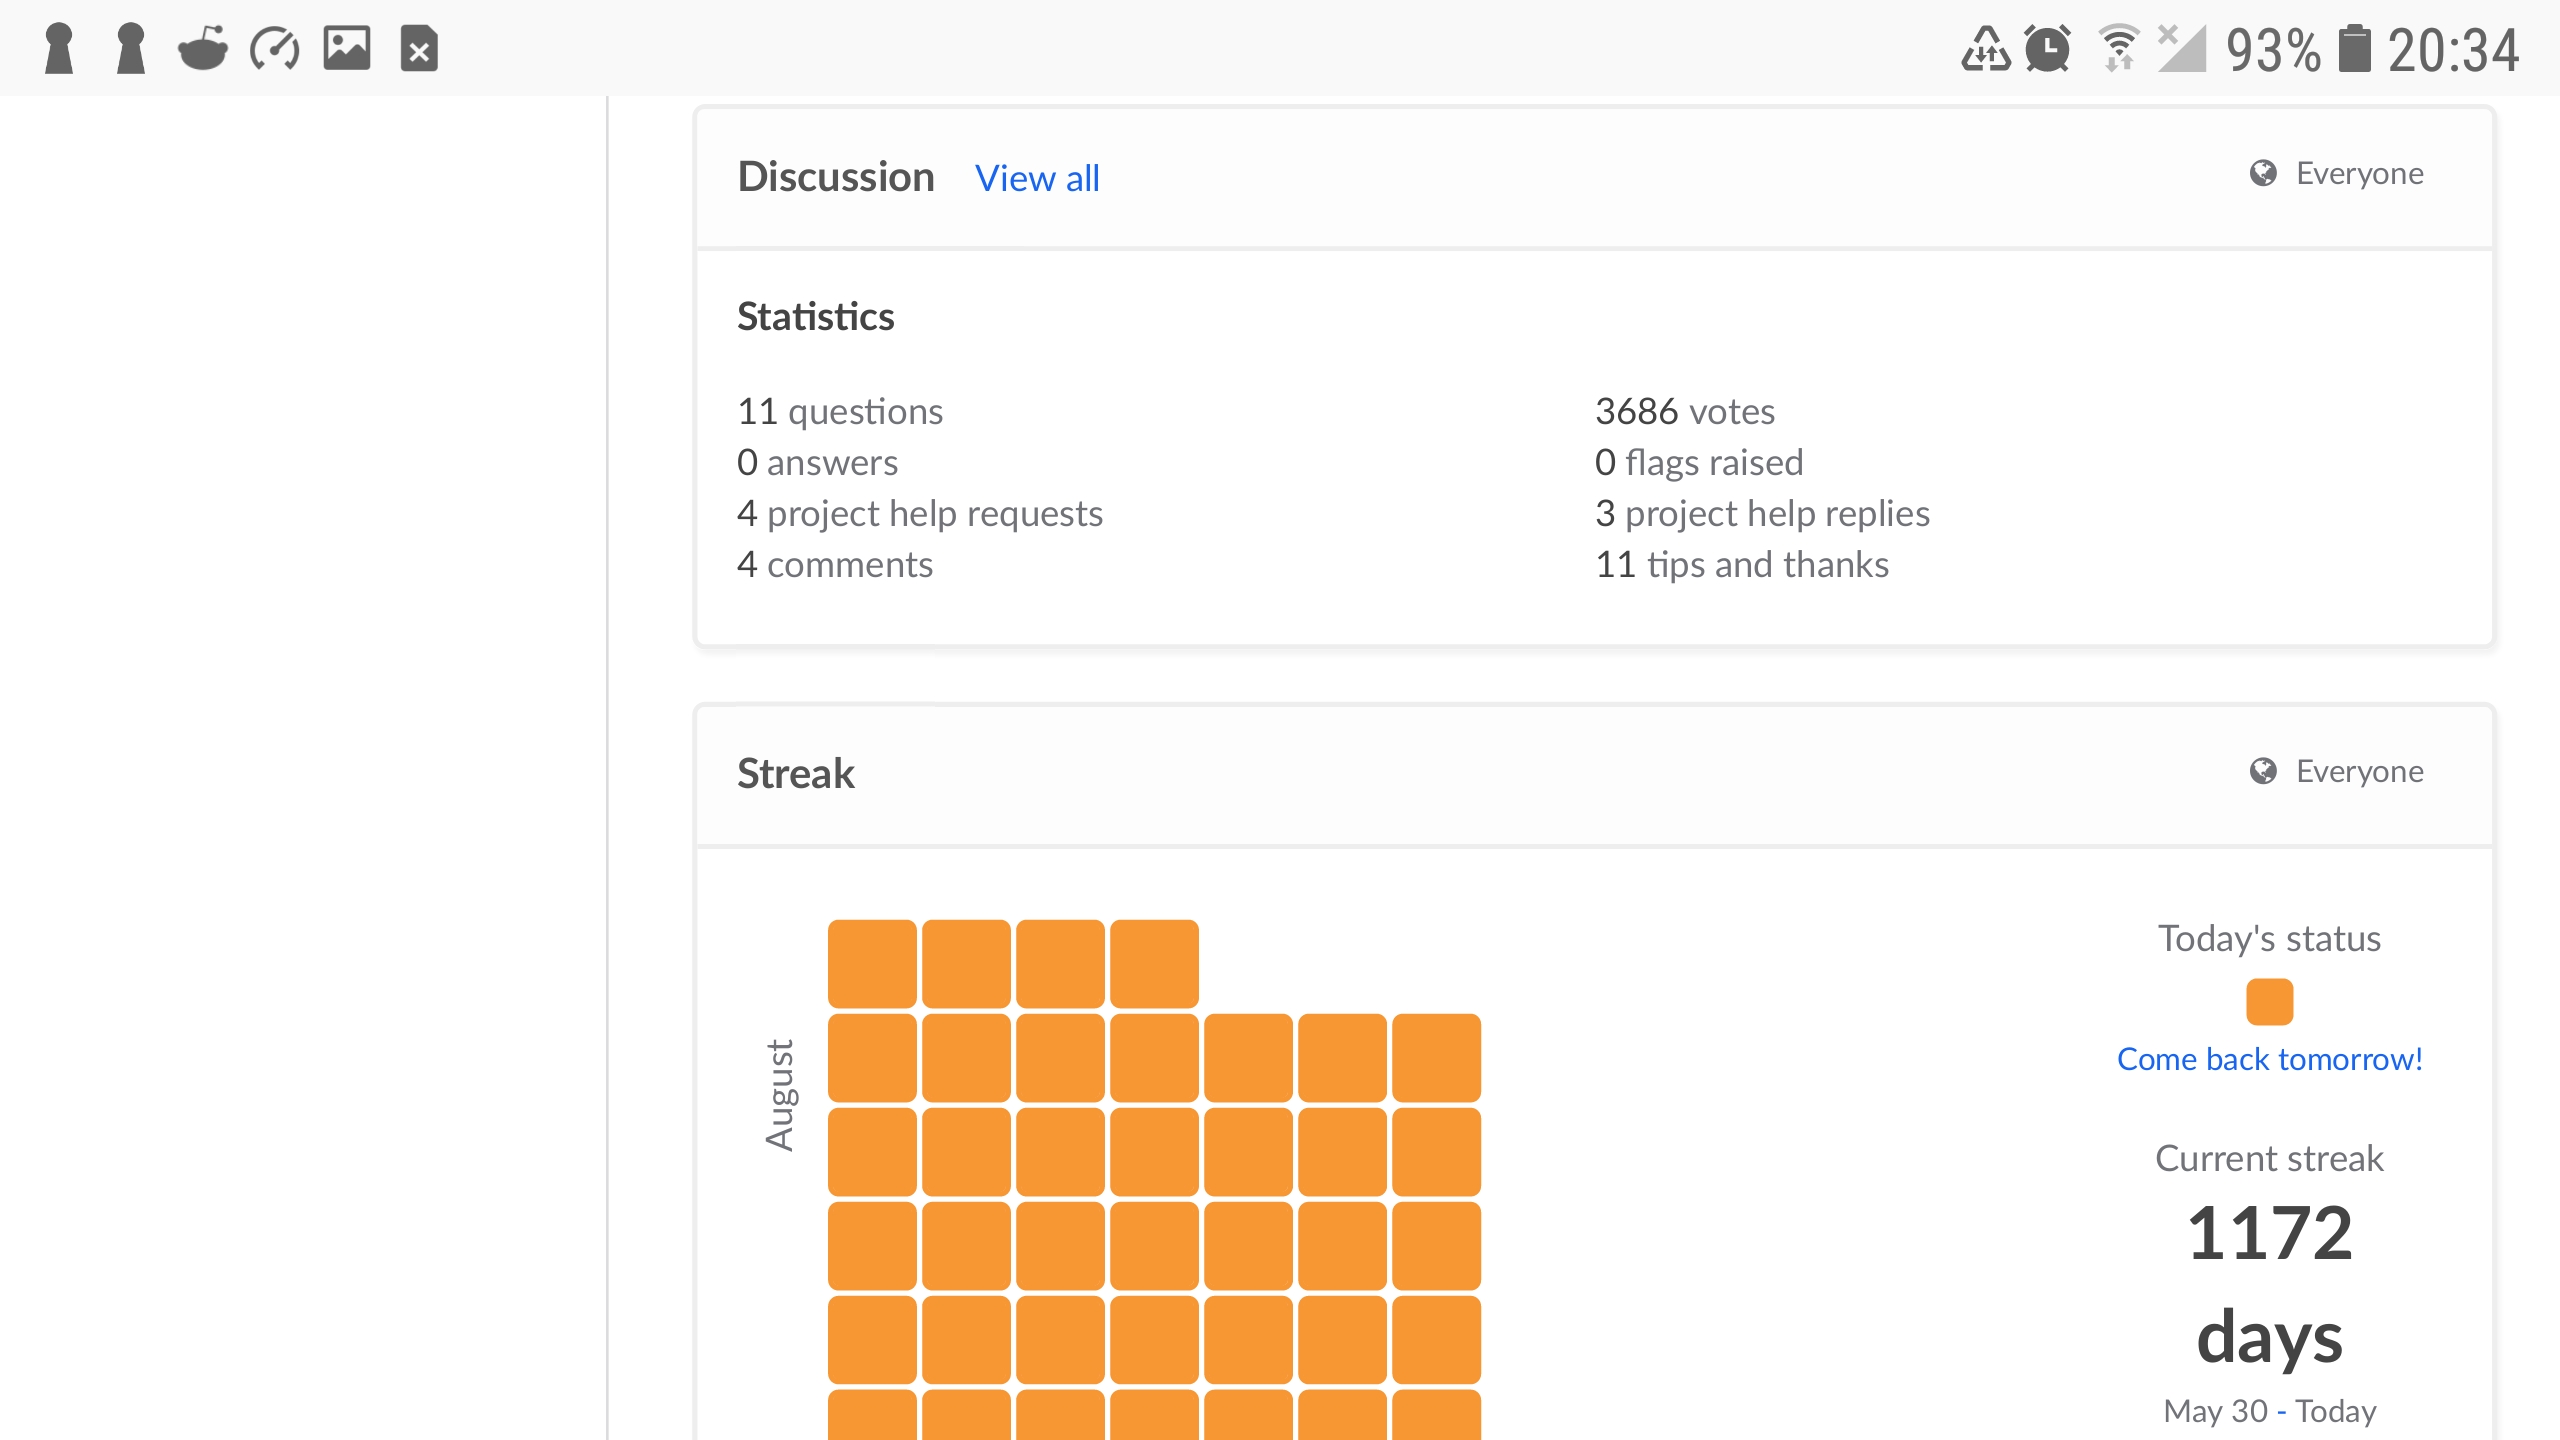 93% 20:34
Discussion View all Everyone
Statistics
11 questions 3686 votes
0 answers 0 flags raised
4 project help requests 3 project help replies
4 comments 11 tips and thanks
Streak Everyone
Today's status
Come back tomorrow!
August
Current streak
1172
days
May 30 - Today